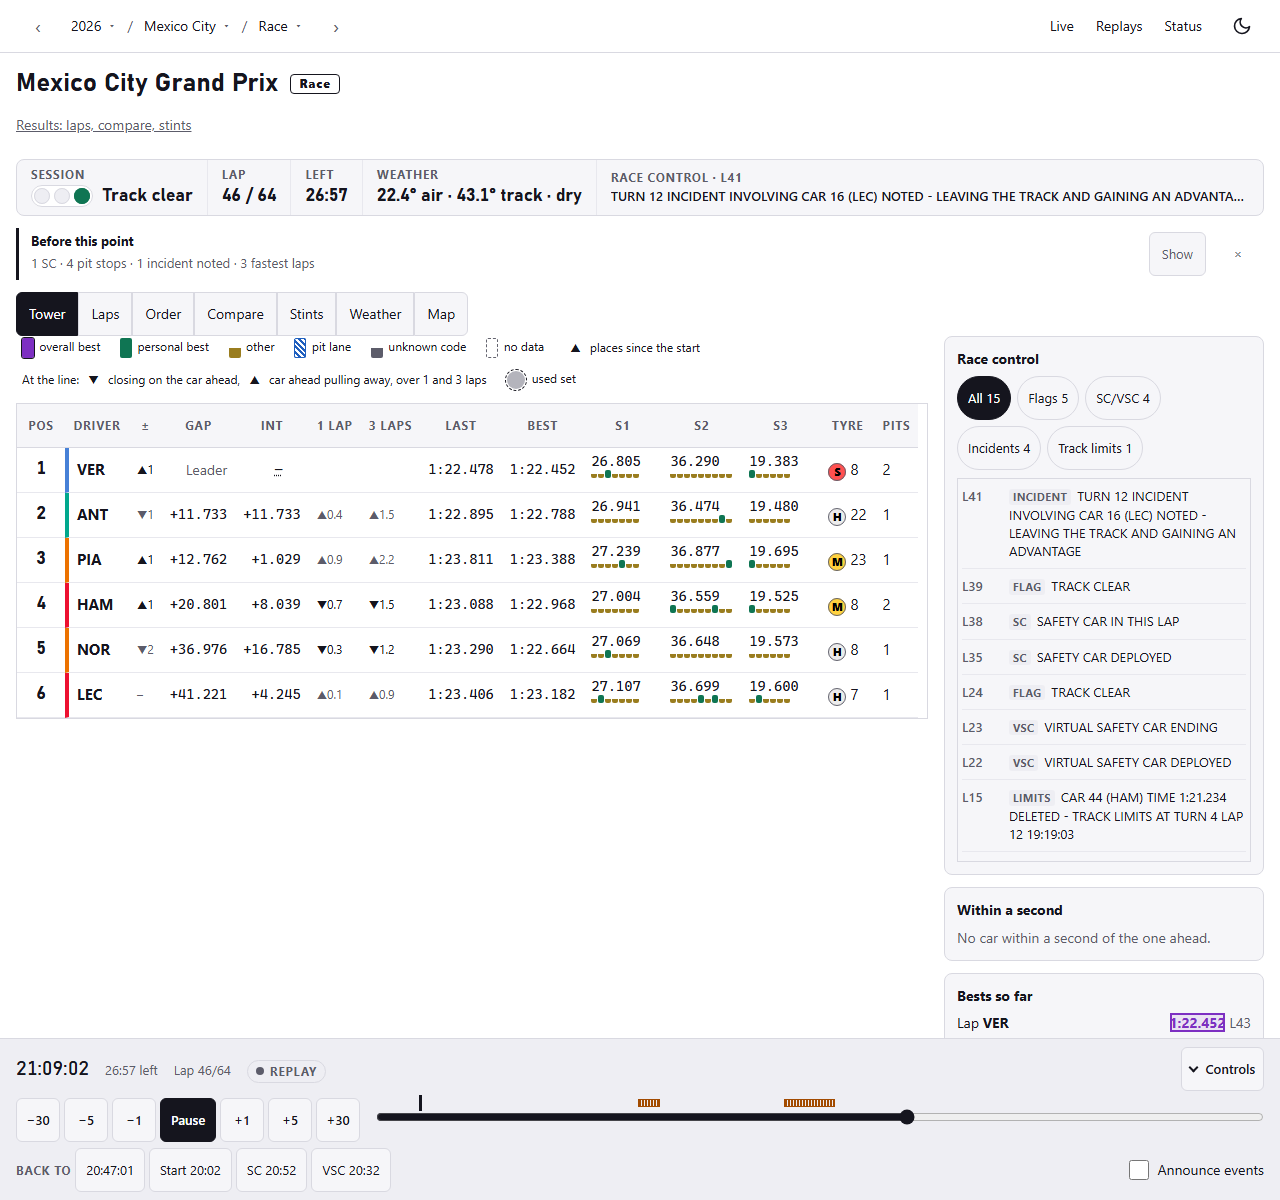 2026 / Mexico City / Race
Live Replays Status
Mexico City Grand Prix Race
Results: laps, compare, stints
SESSION
Track clear
LAP
46 / 64
LEFT
26:57
WEATHER
22.4° air · 43.1° track · dry
RACE CONTROL · L41
TURN 12 INCIDENT INVOLVING CAR 16 (LEC) NOTED - LEAVING THE TRACK AND GAINING AN ADVANTA...
Before this point
1 SC · 4 pit stops · 1 incident noted · 3 fastest laps
Show ×
Tower Laps Order Compare Stints Weather Map
overall best personal best other pit lane unknown code no data ▲ places since the start
At the line: ▼ closing on the car ahead, ▲ car ahead pulling away, over 1 and 3 laps used set
POS DRIVER ± GAP INT 1 LAP 3 LAPS LAST BEST S1 S2 S3 TYRE PITS
1 VER ▲1 Leader – 1:22.478 1:22.452 26.805 36.290 19.383 S 8 2
2 ANT ▼1 +11.733 +11.733 ▲0.4 ▲1.5 1:22.895 1:22.788 26.941 36.474 19.480 H 22 1
3 PIA ▲1 +12.762 +1.029 ▲0.9 ▲2.2 1:23.811 1:23.388 27.239 36.877 19.695 M 23 1
4 HAM ▲1 +20.801 +8.039 ▼0.7 ▼1.5 1:23.088 1:22.968 27.004 36.559 19.525 M 8 2
5 NOR ▼2 +36.976 +16.785 ▼0.3 ▼1.2 1:23.290 1:22.664 27.069 36.648 19.573 H 8 1
6 LEC – +41.221 +4.245 ▲0.1 ▲0.9 1:23.406 1:23.182 27.107 36.699 19.600 H 7 1
Race control
All 15 Flags 5 SC/VSC 4
Incidents 4 Track limits 1
L41 INCIDENT TURN 12 INCIDENT
INVOLVING CAR 16 (LEC) NOTED -
LEAVING THE TRACK AND GAINING AN
ADVANTAGE
L39 FLAG TRACK CLEAR
L38 SC SAFETY CAR IN THIS LAP
L35 SC SAFETY CAR DEPLOYED
L24 FLAG TRACK CLEAR
L23 VSC VIRTUAL SAFETY CAR ENDING
L22 VSC VIRTUAL SAFETY CAR DEPLOYED
L15 LIMITS CAR 44 (HAM) TIME 1:21.234
DELETED - TRACK LIMITS AT TURN 4 LAP
12 19:19:03
Within a second
No car within a second of the one ahead.
Bests so far
Lap VER 1:22.452 L43
21:09:02 26:57 left Lap 46/64 REPLAY
Controls
−30 −5 −1 Pause +1 +5 +30
BACK TO 20:47:01 Start 20:02 SC 20:52 VSC 20:32
Announce events